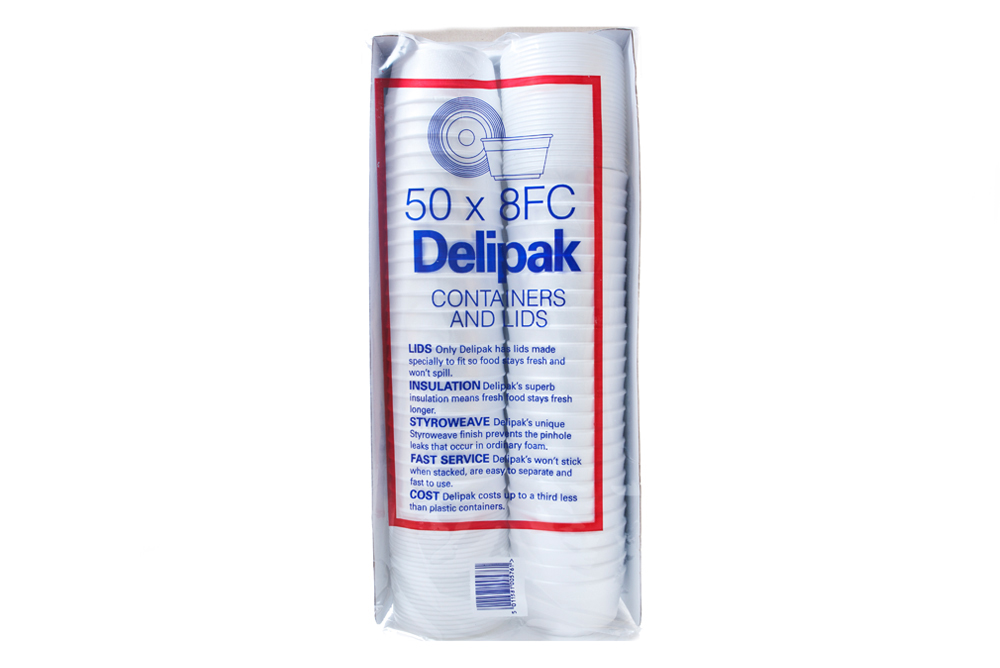 50 x 8FC
Delipak
CONTAINERS
AND LIDS
LIDS Only Delipak has lids made
specially to fit so food stays fresh and
won't spill.
INSULATION Delipak's superb
insulation means fresh food stays fresh
longer.
STYROWEAVE Delipak's unique
Styroweave finish prevents the pinhole
leaks that occur in ordinary foam.
FAST SERVICE Delipak's won't stick
when stacked, are easy to separate and
fast to use.
COST Delipak costs up to a third less
than plastic containers.